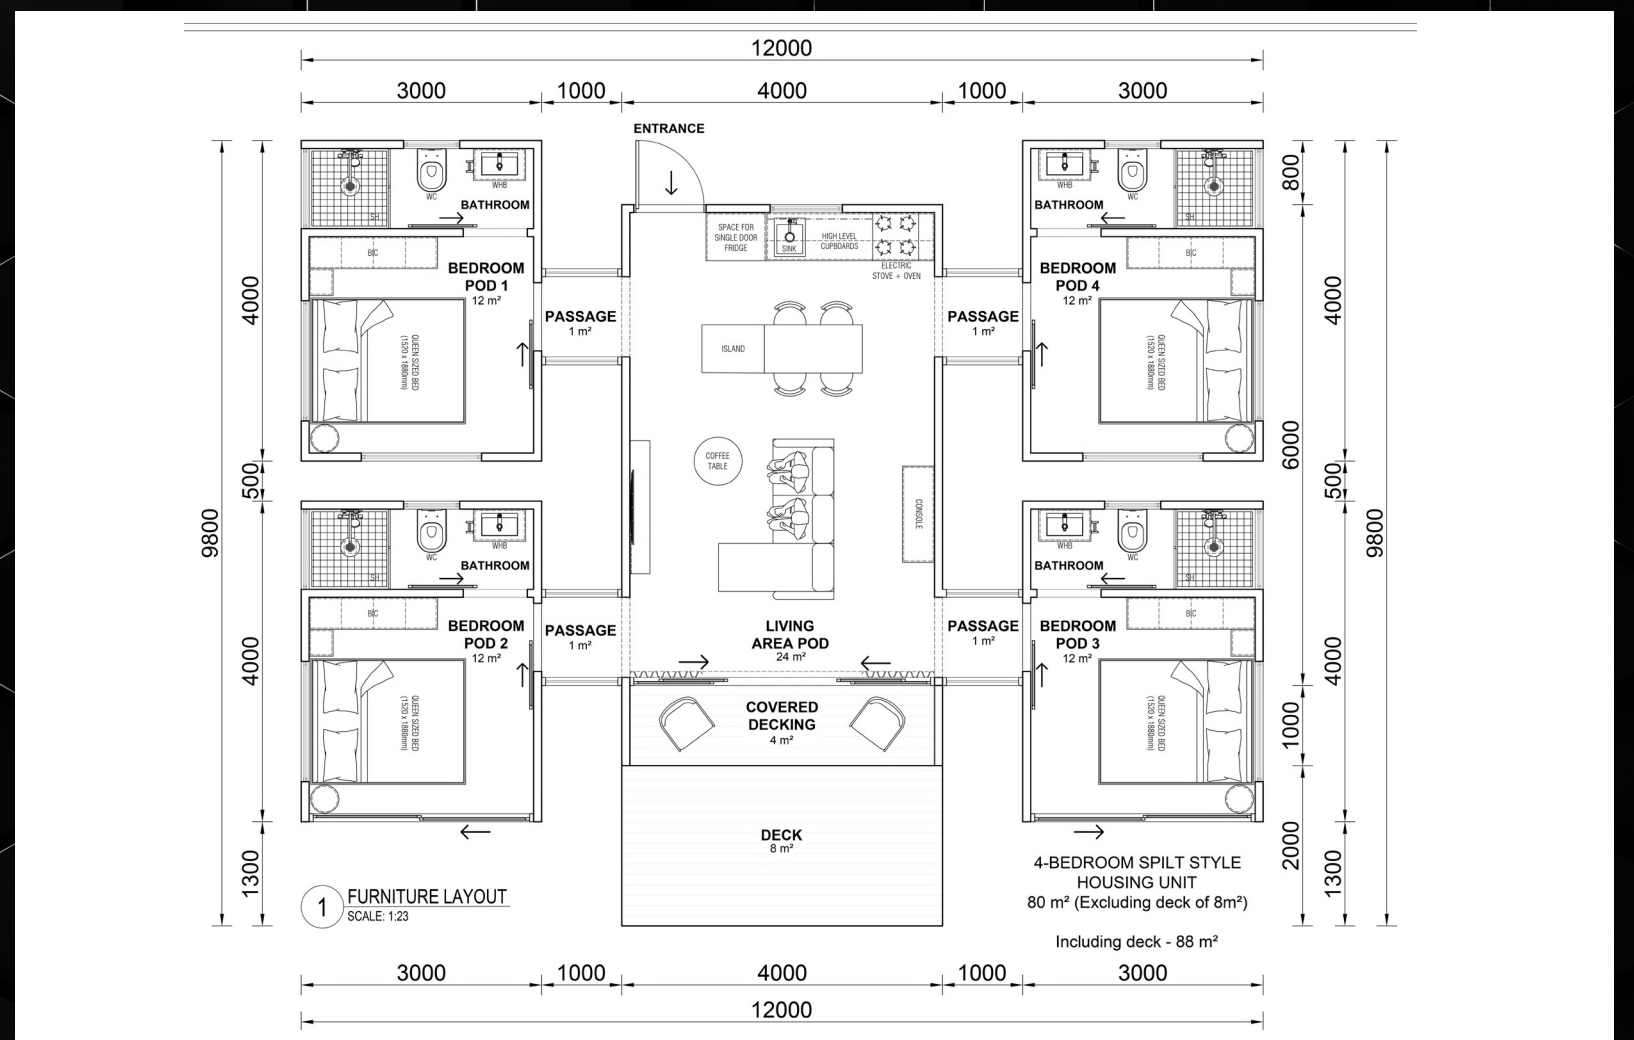 12000
3000
1000
4000
1000
3000
ENTRANCE
800
WC
WHB
SH
BATHROOM
WHB
WC
SH
BATHROOM
SPACE FOR
SINGLE DOOR
FRIDGE
SINK
HIGH LEVEL
CUPBOARDS
ELECTRIC
STOVE + OVEN
BIC
BEDROOM
POD 1
12 m²
BIC
BEDROOM
POD 4
12 m²
4000
4000
PASSAGE
1 m²
PASSAGE
1 m²
QUEEN SIZED BED
(1520 x 1880mm)
ISLAND
QUEEN SIZED BED
(1520 x 1880mm)
6000
COFFEE
TABLE
500
500
CONSOLE
9800
9800
WC
WHB
SH
BATHROOM
WHB
WC
SH
BATHROOM
BIC
BEDROOM
POD 2
12 m²
BIC
BEDROOM
POD 3
12 m²
PASSAGE
1 m²
PASSAGE
1 m²
LIVING
AREA POD
24 m²
4000
4000
QUEEN SIZED BED
(1520 x 1880mm)
QUEEN SIZED BED
(1520 x 1880mm)
COVERED
DECKING
4 m²
1000
DECK
8 m²
2000
1300
1300
1
FURNITURE LAYOUT
SCALE: 1:23
4-BEDROOM SPILT STYLE
HOUSING UNIT
80 m² (Excluding deck of 8m²)
Including deck - 88 m²
3000
1000
4000
1000
3000
12000